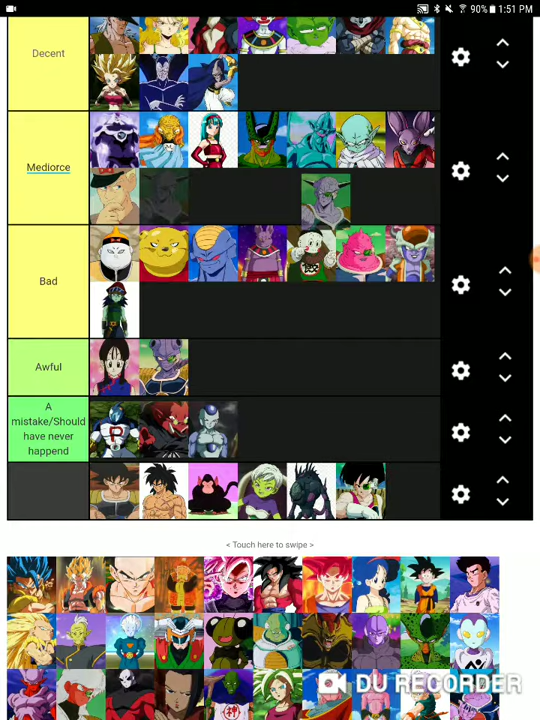 90% 1:51 PM
Decent
Mediorce
Bad
Awful
A
mistake/Should
have never
happend
< Touch here to swipe >
DU RECORDER